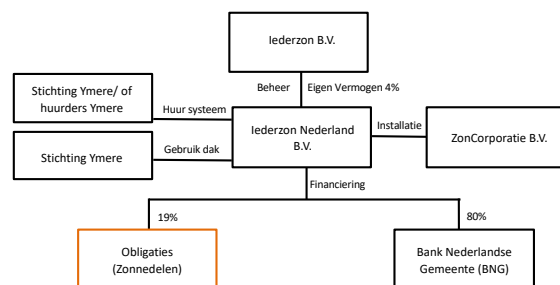 Iederzon B.V.
Beheer
Eigen Vermogen 4%
Stichting Ymere/ of
huurders Ymere
Huur systeem
Iederzon Nederland
B.V.
Installatie
ZonCorporatie B.V.
Stichting Ymere
Gebruik dak
Financiering
19%
80%
Obligaties
(Zonnedelen)
Bank Nederlandse
Gemeente (BNG)